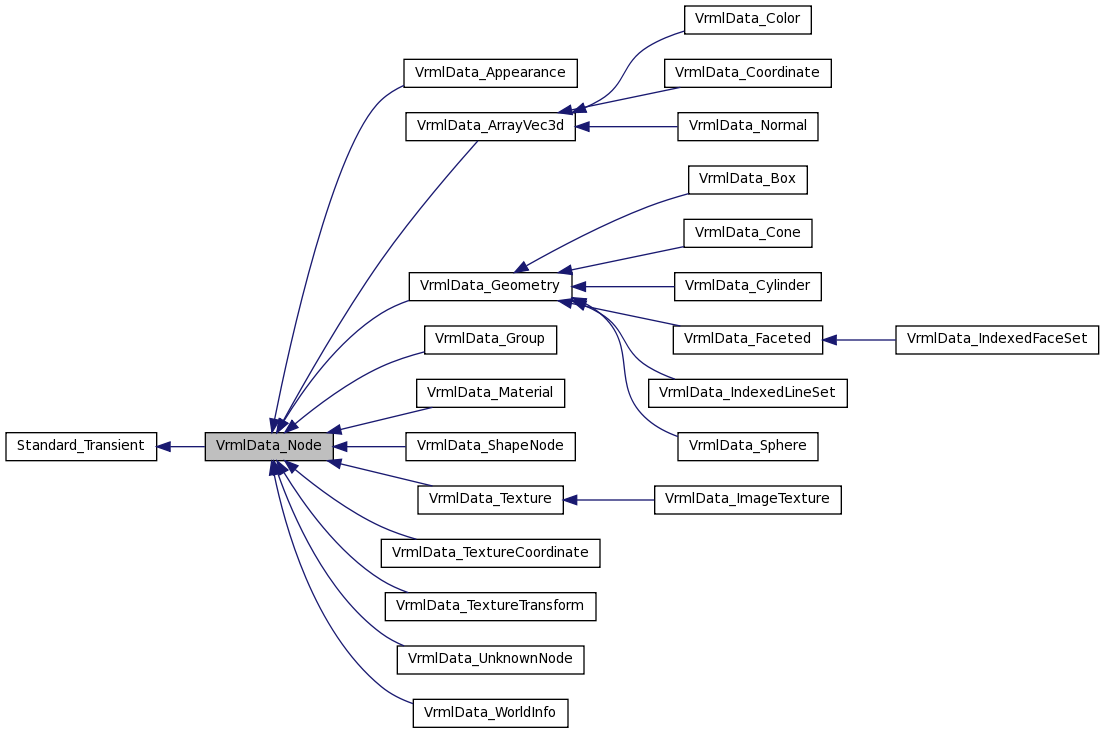 VrmlData_Color
VrmlData_Appearance
VrmlData_Coordinate
VrmlData_ArrayVec3d
VrmlData_Normal
VrmlData_Box
VrmlData_Cone
VrmlData_Geometry
VrmlData_Cylinder
VrmlData_Group
VrmlData_Faceted
VrmlData_IndexedFaceSet
VrmlData_Material
VrmlData_IndexedLineSet
Standard_Transient
VrmlData_Node
VrmlData_ShapeNode
VrmlData_Sphere
VrmlData_Texture
VrmlData_ImageTexture
VrmlData_TextureCoordinate
VrmlData_TextureTransform
VrmlData_UnknownNode
VrmlData_WorldInfo